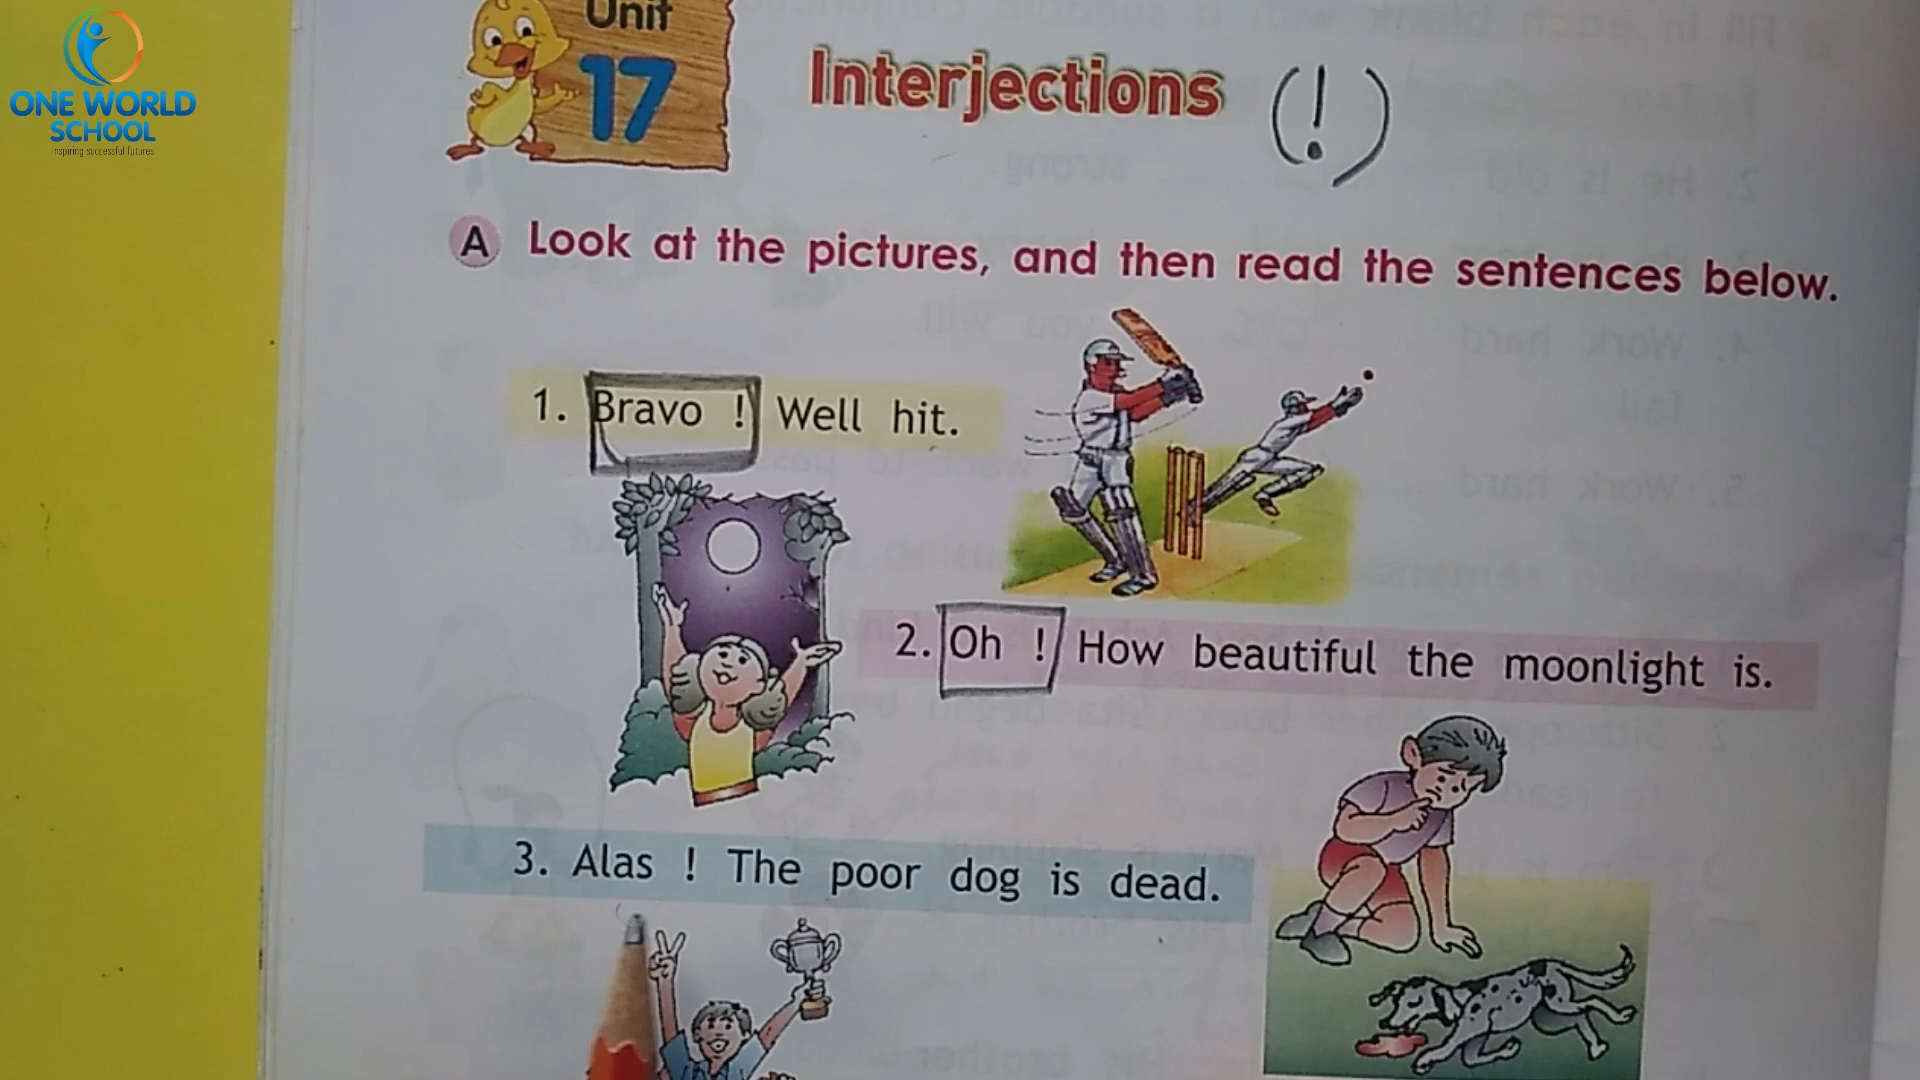 ONE WORLD
SCHOOL
Inspiring successful futures
Unit
17
Interjections (!)
A Look at the pictures, and then read the sentences below.
1. Bravo ! Well hit.
2. Oh ! How beautiful the moonlight is.
3. Alas ! The poor dog is dead.